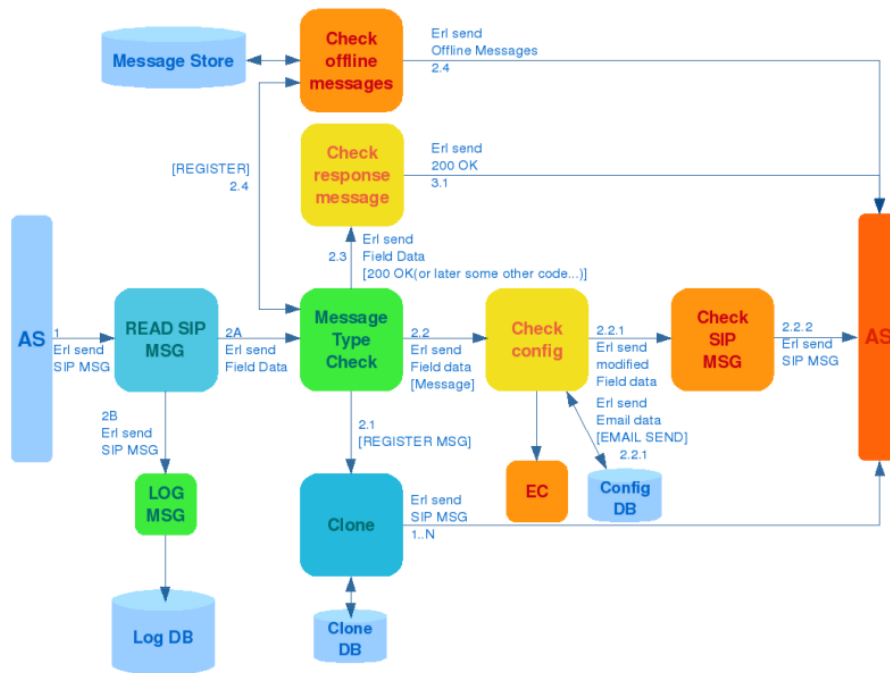 Message Store
Check
offline
messages
Erl send
Offline Messages
2.4
[REGISTER]
2.4
Check
response
message
Erl send
200 OK
3.1
2.3
Erl send
Field Data
[200 OK(or later some other code...)]
AS
1
Erl send
SIP MSG
READ SIP
MSG
2A
Erl send
Field Data
Message
Type
Check
2.2
Erl send
Field data
[Message]
Check
config
2.2.1
Erl send
modified
Field data
Check
SIP
MSG
2.2.2
Erl send
SIP MSG
AS
2B
Erl send
SIP MSG
2.1
[REGISTER MSG]
Erl send
Email data
[EMAIL SEND]
2.2.1
LOG
MSG
Clone
Erl send
SIP MSG
1..N
EC
Config
DB
Log DB
Clone
DB